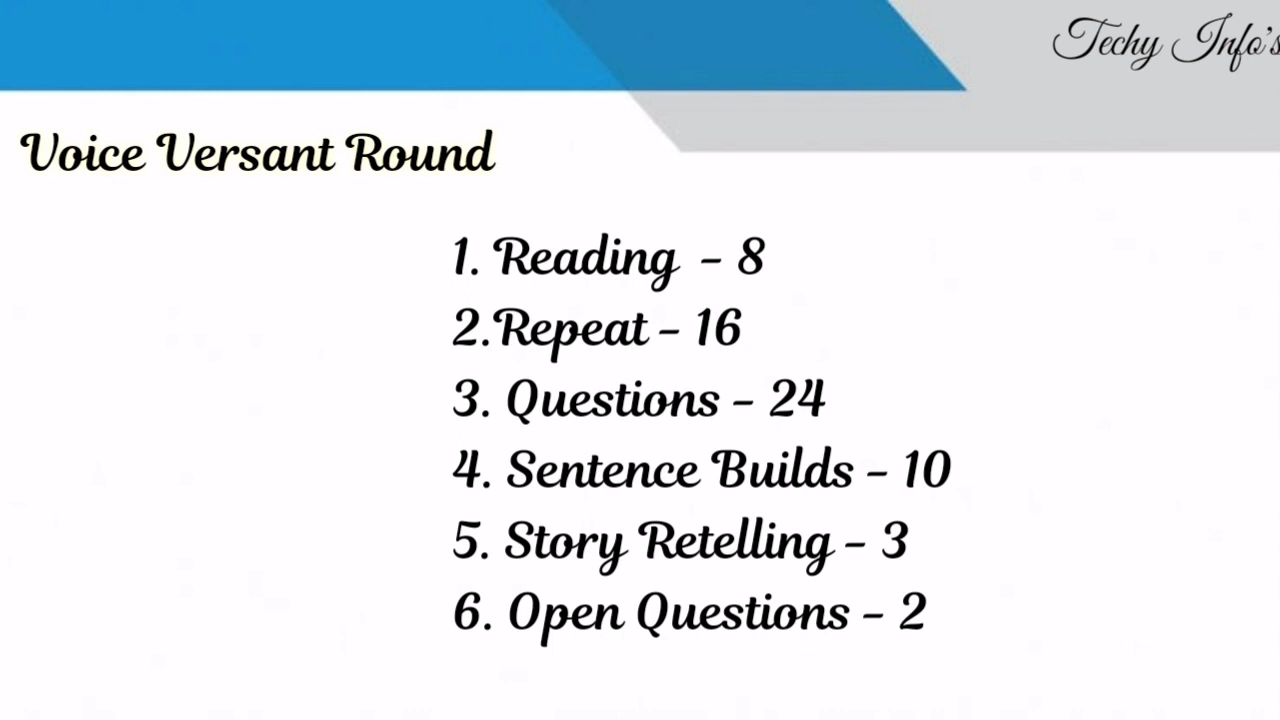 Techy Info's
Voice Versant Round
1. Reading - 8
2.Repeat - 16
3. Questions - 24
4. Sentence Builds - 10
5. Story Retelling - 3
6. Open Questions - 2